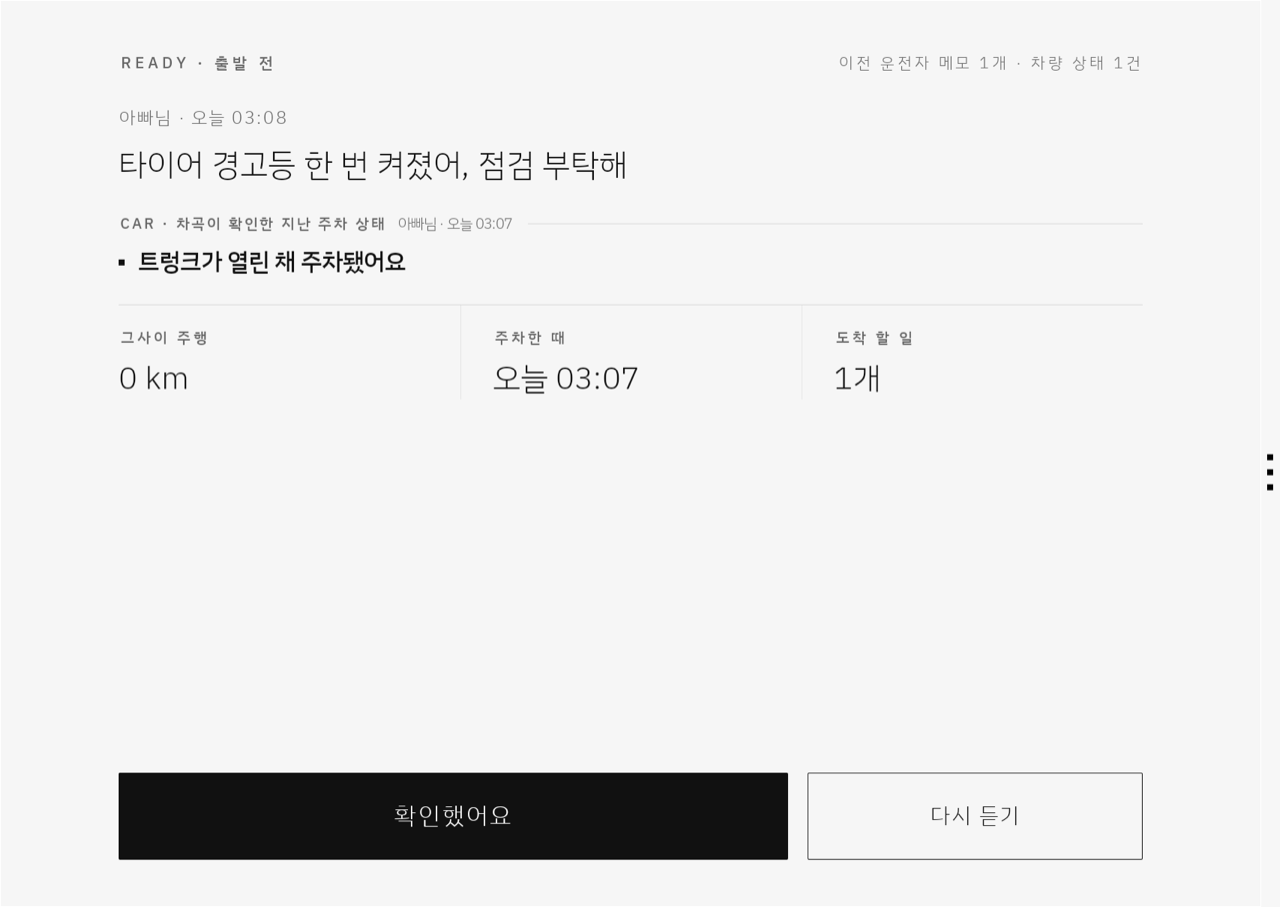 READY · 출발 전
이전 운전자 메모 1개 · 차량 상태 1건
아빠님 · 오늘 03:08
타이어 경고등 한 번 켜졌어, 점검 부탁해
CAR · 차곡이 확인한 지난 주차 상태 아빠님 · 오늘 03:07
▪ 트렁크가 열린 채 주차됐어요
그사이 주행
0 km
주차한 때
오늘 03:07
도착 할 일
1개
확인했어요
다시 듣기